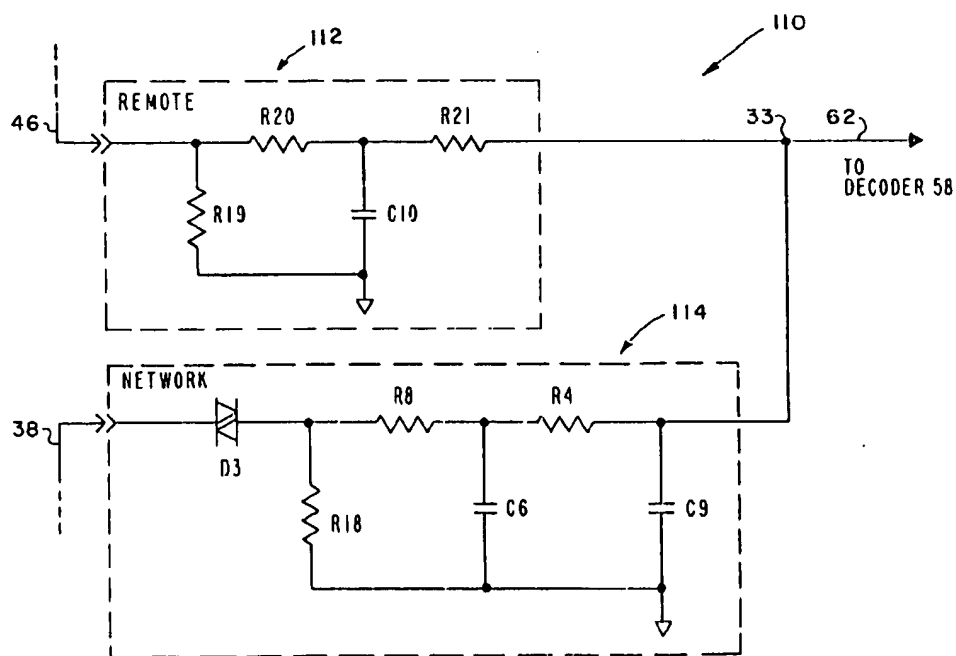 112
110
46
REMOTE
R20
R21
33
62
TO
DECODER 58
R19
C10
114
NETWORK
R8
R4
38
D3
R18
C6
C9